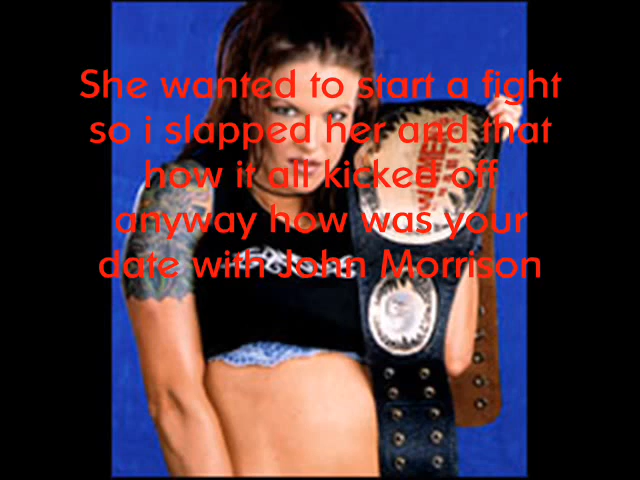 She wanted to start a fight
so i slapped her and that
how it all kicked off
anyway how was your
date with John Morrison